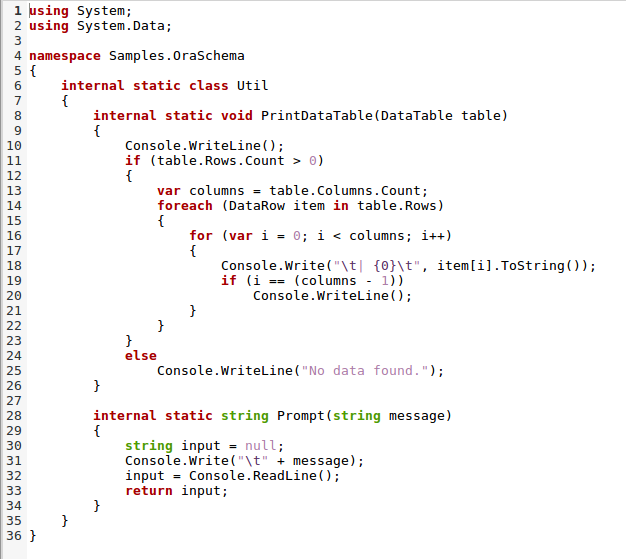 1 using System;
2 using System.Data;
3
4 namespace Samples.OraSchema
5 {
6     internal static class Util
7     {
8         internal static void PrintDataTable(DataTable table)
9         {
10             Console.WriteLine();
11             if (table.Rows.Count > 0)
12             {
13                 var columns = table.Columns.Count;
14                 foreach (DataRow item in table.Rows)
15                 {
16                     for (var i = 0; i < columns; i++)
17                     {
18                         Console.Write("\t| {0}\t", item[i].ToString());
19                         if (i == (columns - 1))
20                             Console.WriteLine();
21                     }
22                 }
23             }
24             else
25                 Console.WriteLine("No data found.");
26         }
27
28         internal static string Prompt(string message)
29         {
30             string input = null;
31             Console.Write("\t" + message);
32             input = Console.ReadLine();
33             return input;
34         }
35     }
36 }